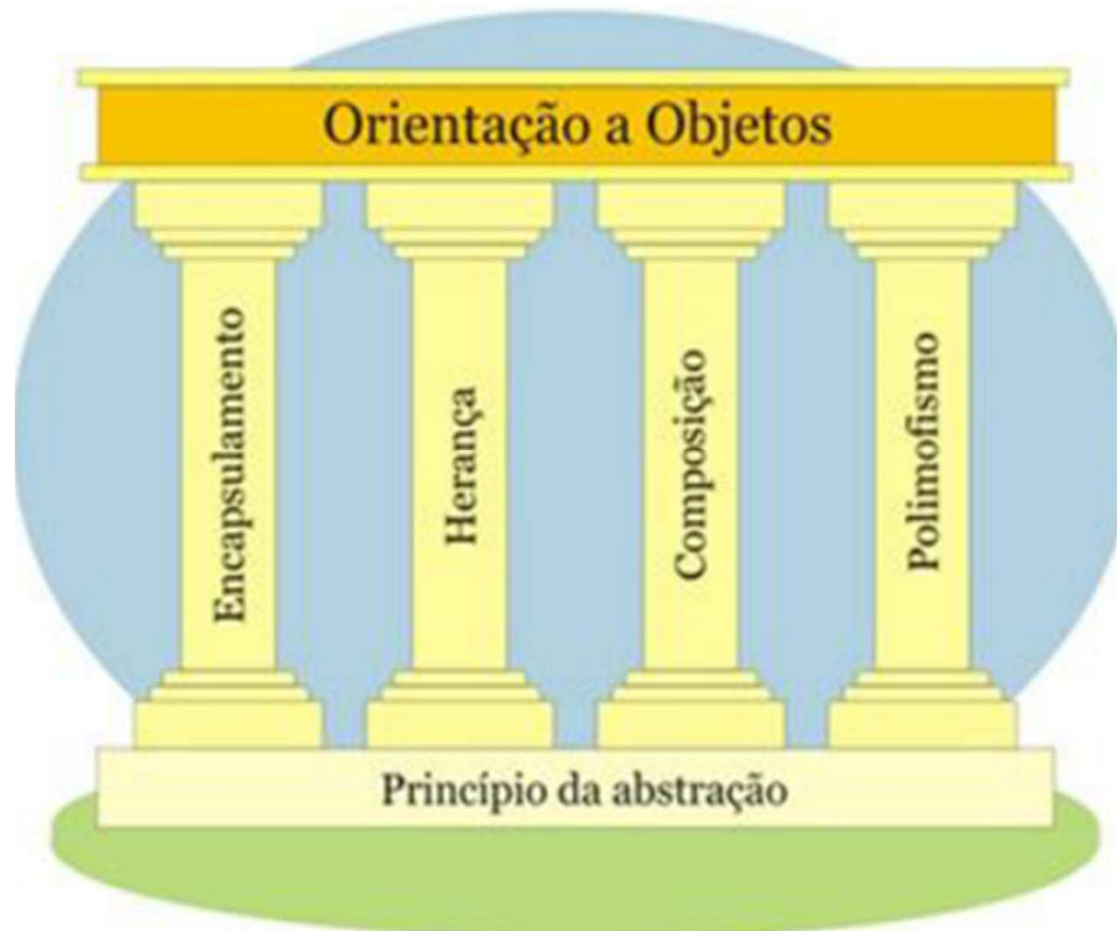 Orientação a Objetos
Encapsulamento
Herança
Composição
Polimofismo
Princípio da abstração